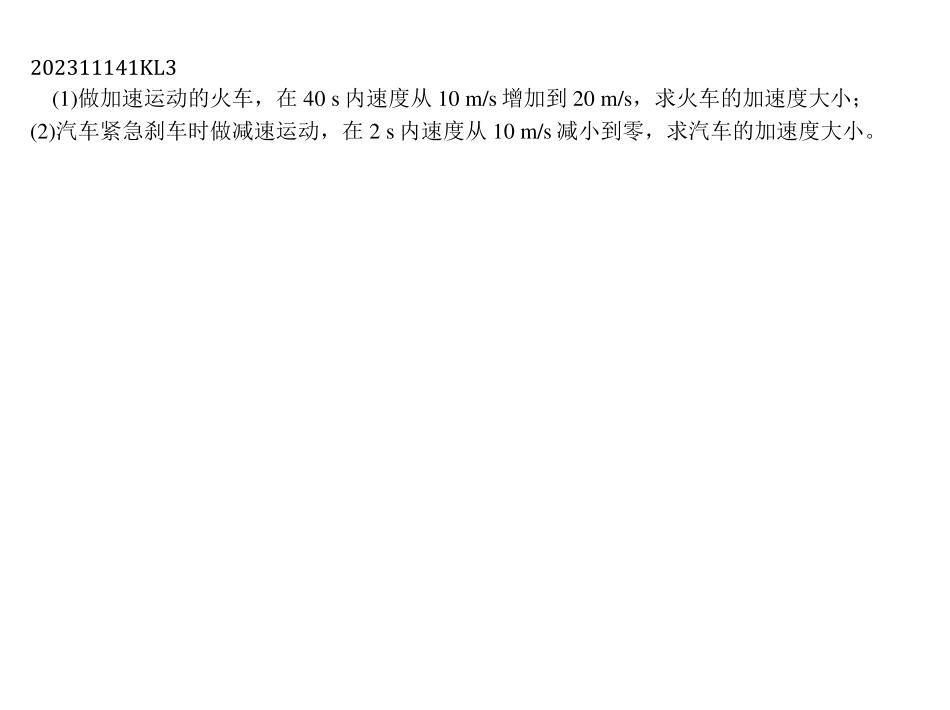 202311141KL3
(1)做加速运动的火车，在 40 s 内速度从 10 m/s 增加到 20 m/s，求火车的加速度大小；
(2)汽车紧急刹车时做减速运动，在 2 s 内速度从 10 m/s 减小到零，求汽车的加速度大小。